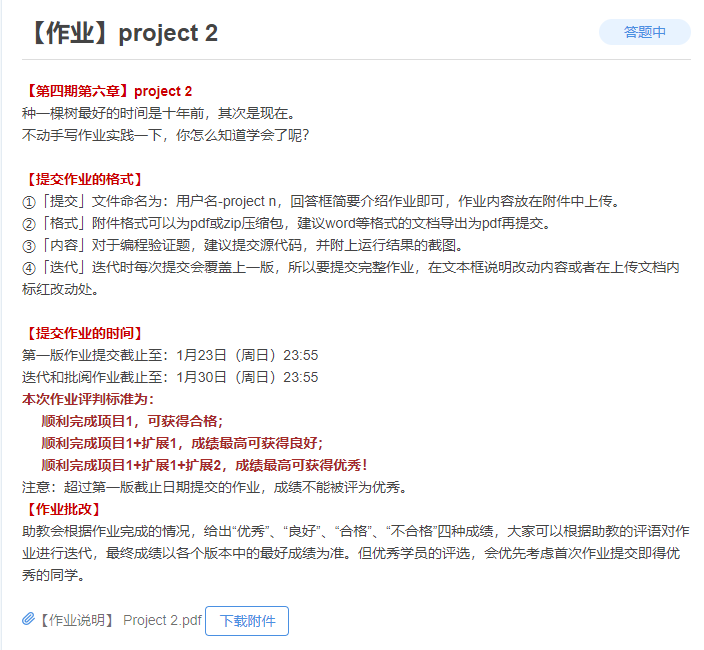 【作业】project 2
答题中
【第四期第六章】project 2
种一棵树最好的时间是十年前，其次是现在。
不动手写作业实践一下，你怎么知道学会了呢？
【提交作业的格式】
①「提交」文件命名为：用户名-project n，回答框简要介绍作业即可，作业内容放在附件中上传。
②「格式」附件格式可以为pdf或zip压缩包，建议word等格式的文档导出为pdf再提交。
③「内容」对于编程验证题，建议提交源代码，并附上运行结果的截图。
④「迭代」迭代时每次提交会覆盖上一版，所以要提交完整作业，在文本框说明改动内容或者在上传文档内
标红改动处。
【提交作业的时间】
第一版作业提交截止至：1月23日（周日）23:55
迭代和批阅作业截止至：1月30日（周日）23:55
本次作业评判标准为：
顺利完成项目1，可获得合格；
顺利完成项目1+扩展1，成绩最高可获得良好；
顺利完成项目1+扩展1+扩展2，成绩最高可获得优秀！
注意：超过第一版截止日期提交的作业，成绩不能被评为优秀。
【作业批改】
助教会根据作业完成的情况，给出“优秀”、“良好”、“合格”、“不合格”四种成绩，大家可以根据助教的评语对作
业进行迭代，最终成绩以各个版本中的最好成绩为准。但优秀学员的评选，会优先考虑首次作业提交即得优
秀的同学。
【作业说明】 Project 2.pdf 下载附件